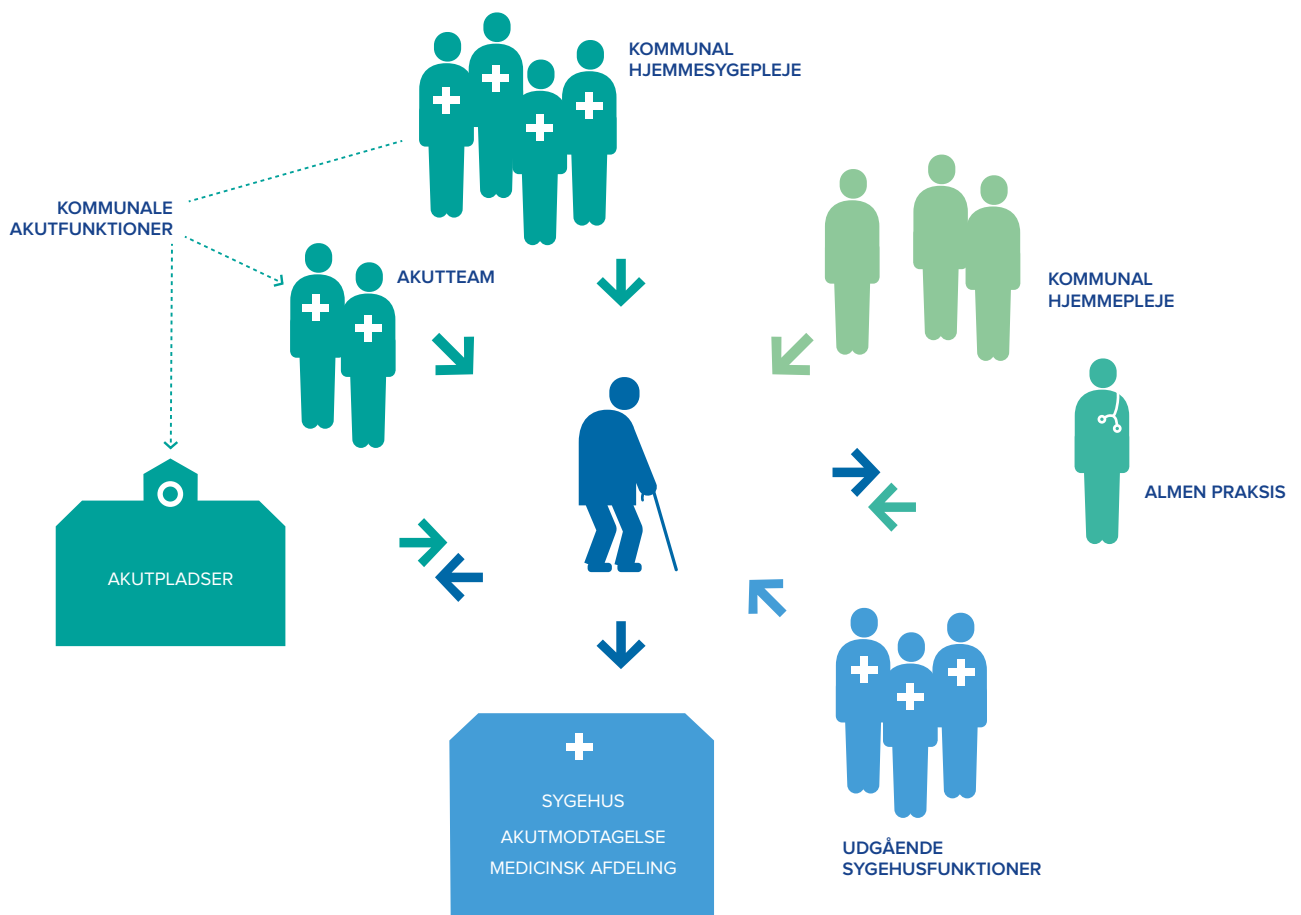 KOMMUNAL
HJEMMESYGEPLEJE
KOMMUNALE
AKUTFUNKTIONER
AKUTTEAM
KOMMUNAL
HJEMMEPLEJE
ALMEN PRAKSIS
AKUTPLADSER
SYGEHUS
AKUTMODTAGELSE
MEDICINSK AFDELING
UDGÅENDE
SYGEHUSFUNKTIONER